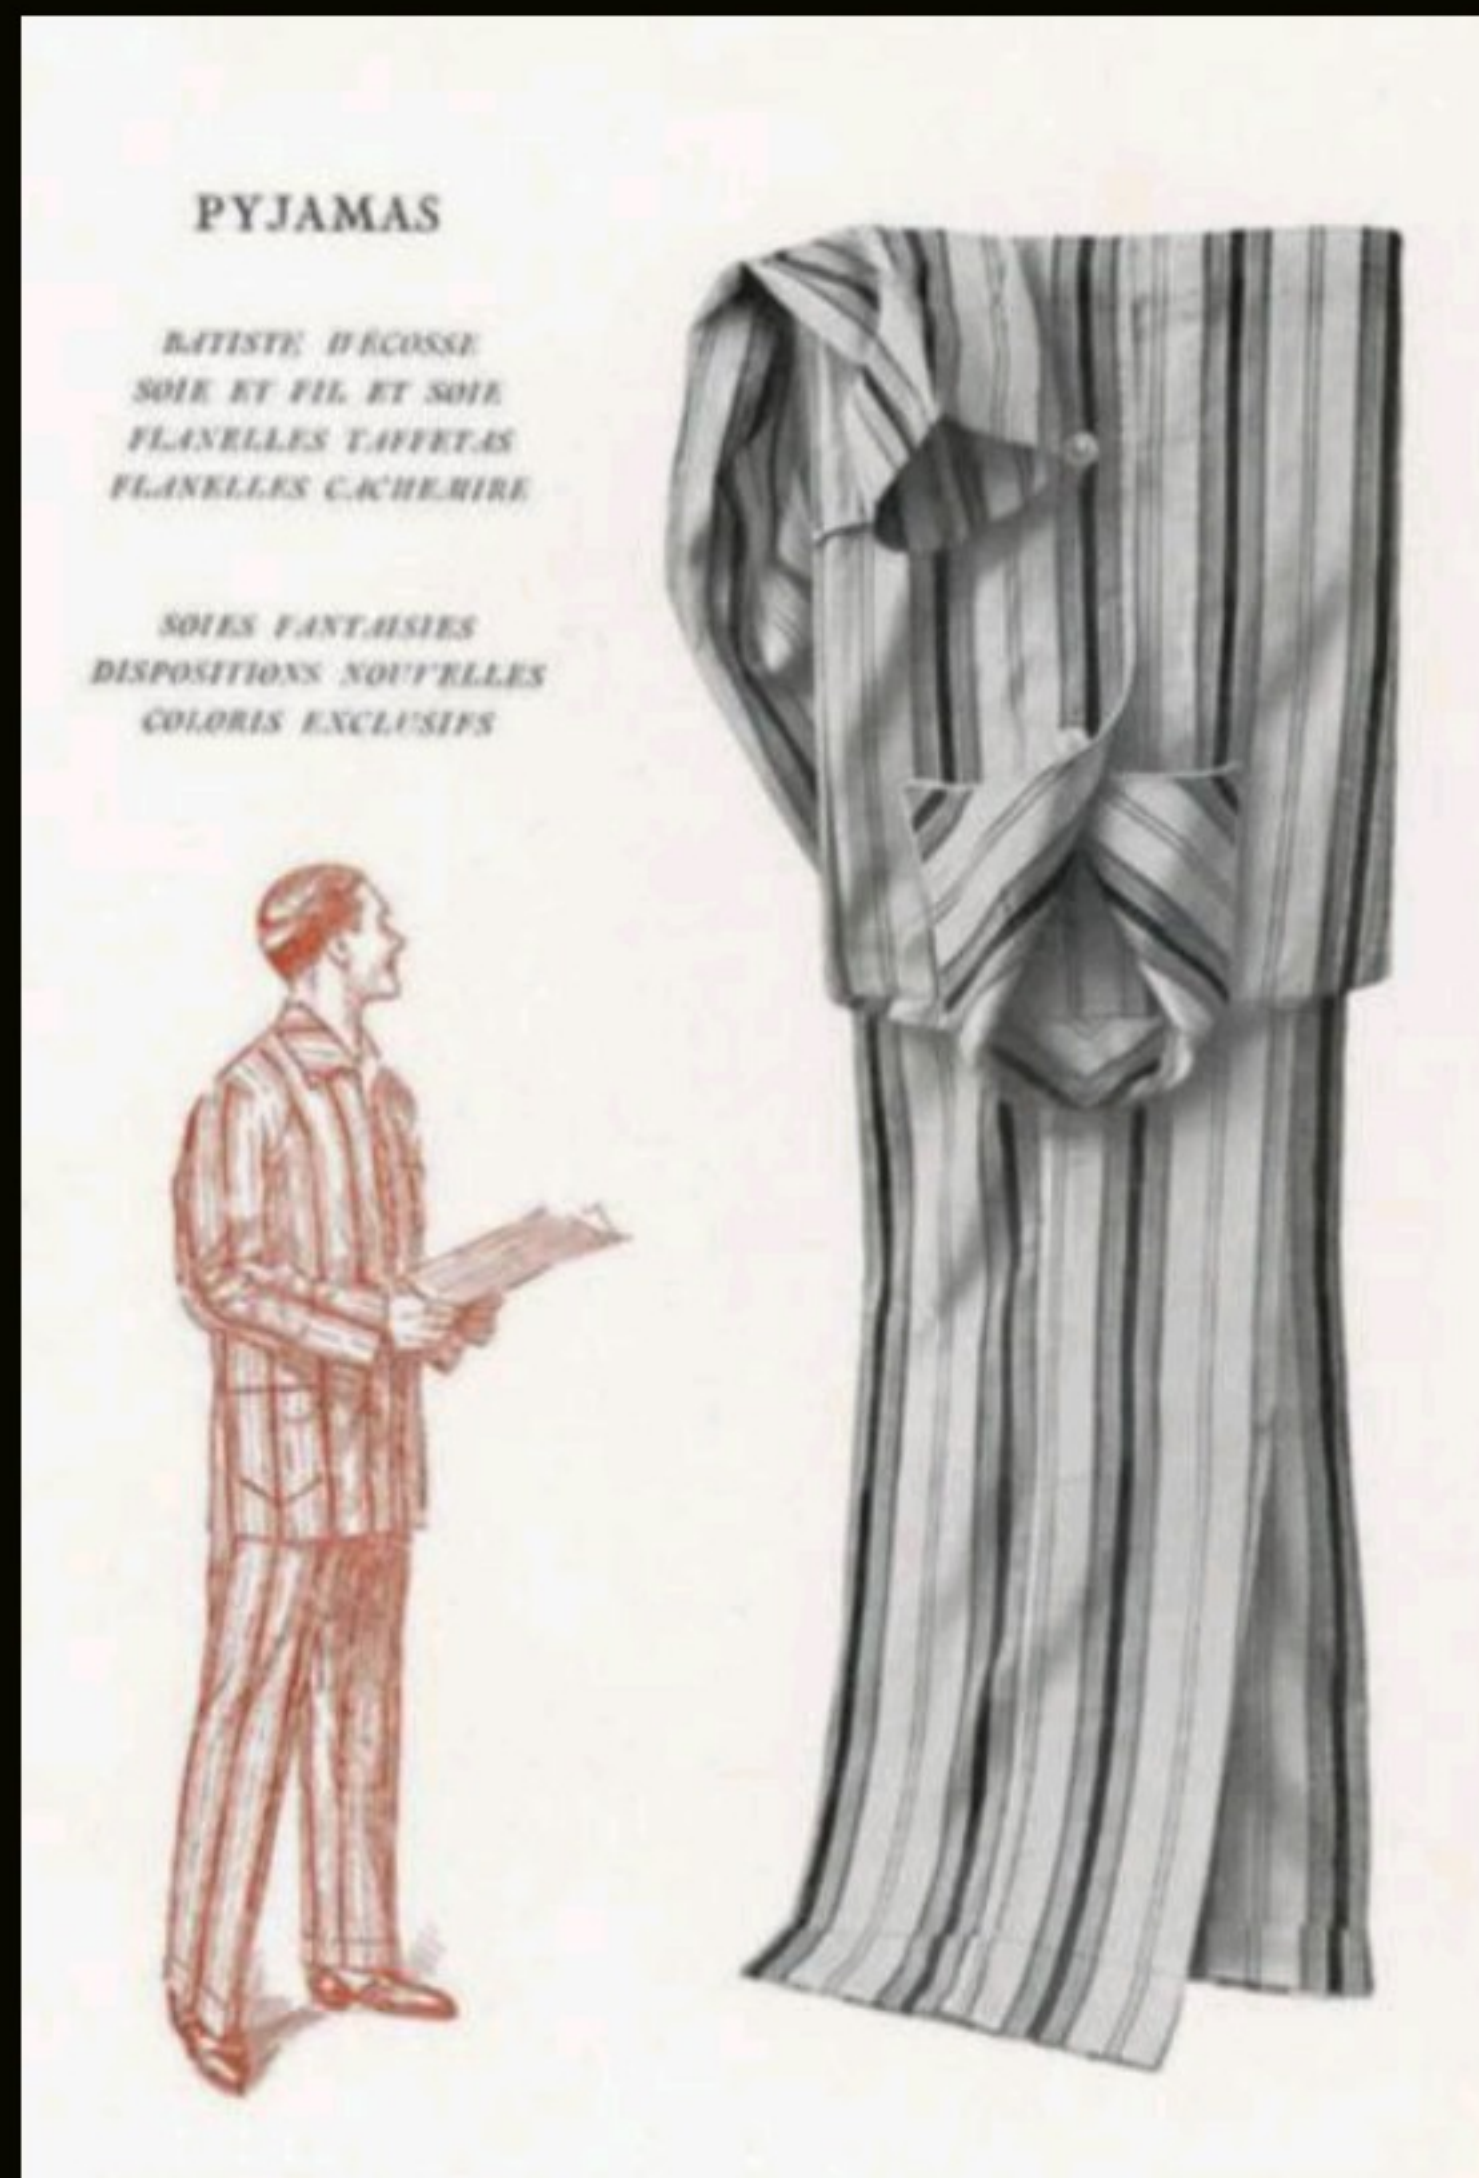 PYJAMAS
BATISTE D'ÉCOSSE
SOIE ET FIL ET SOIE
FLANELLES TAFFETAS
FLANELLES CACHEMIRE
SOIES FANTAISIES
DISPOSITIONS NOUVELLES
COLORIS EXCLUSIFS